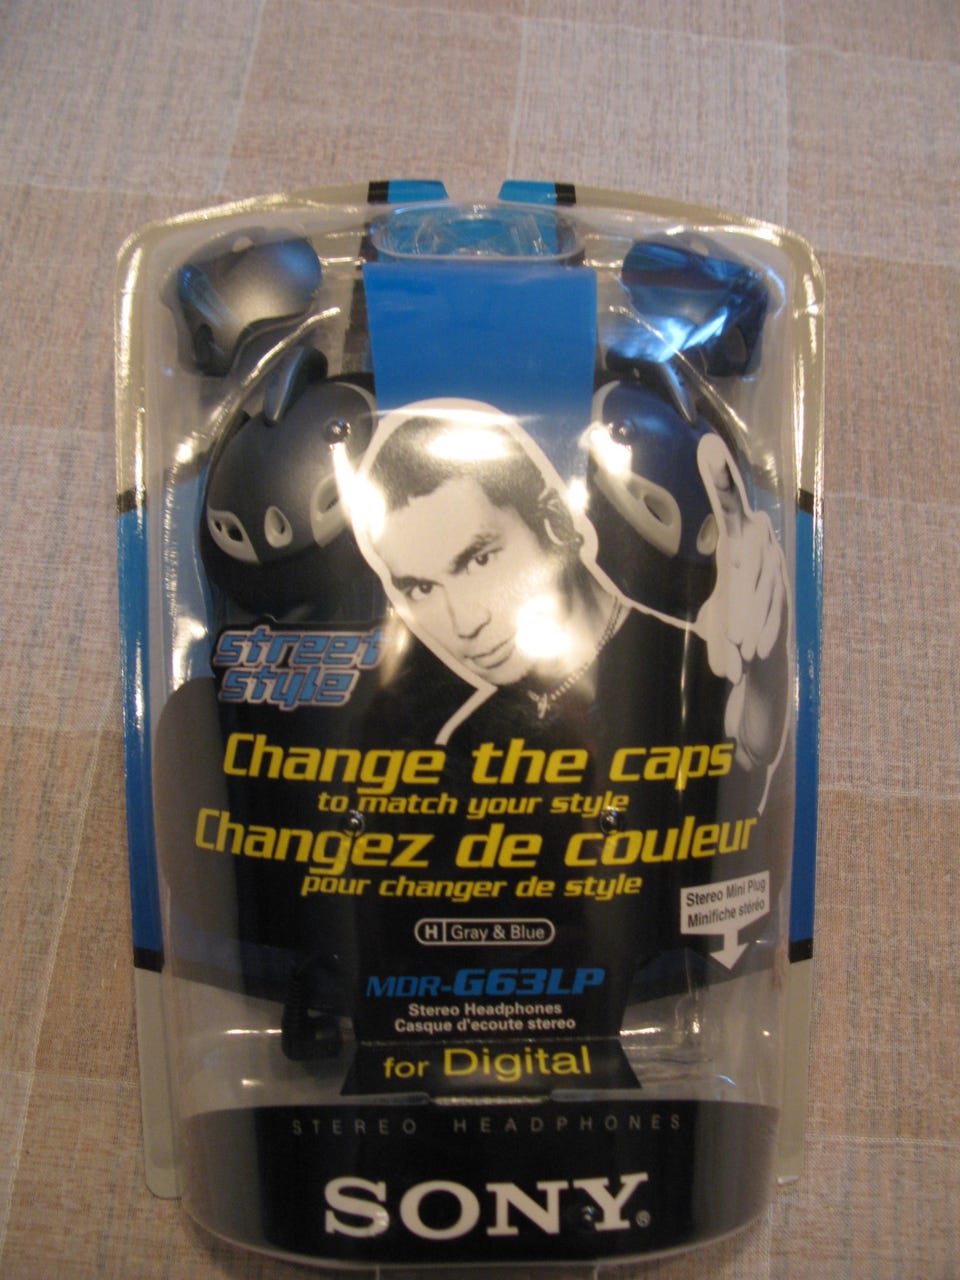 street
style
Change the caps
to match your style
Changez de couleur
pour changer de style
Stereo Mini Plug
Minifiche stéréo
H Gray & Blue
MDR-G63LP
Stereo Headphones
Casque d'ecoute stereo
for Digital
STEREO HEADPHONES
SONY®